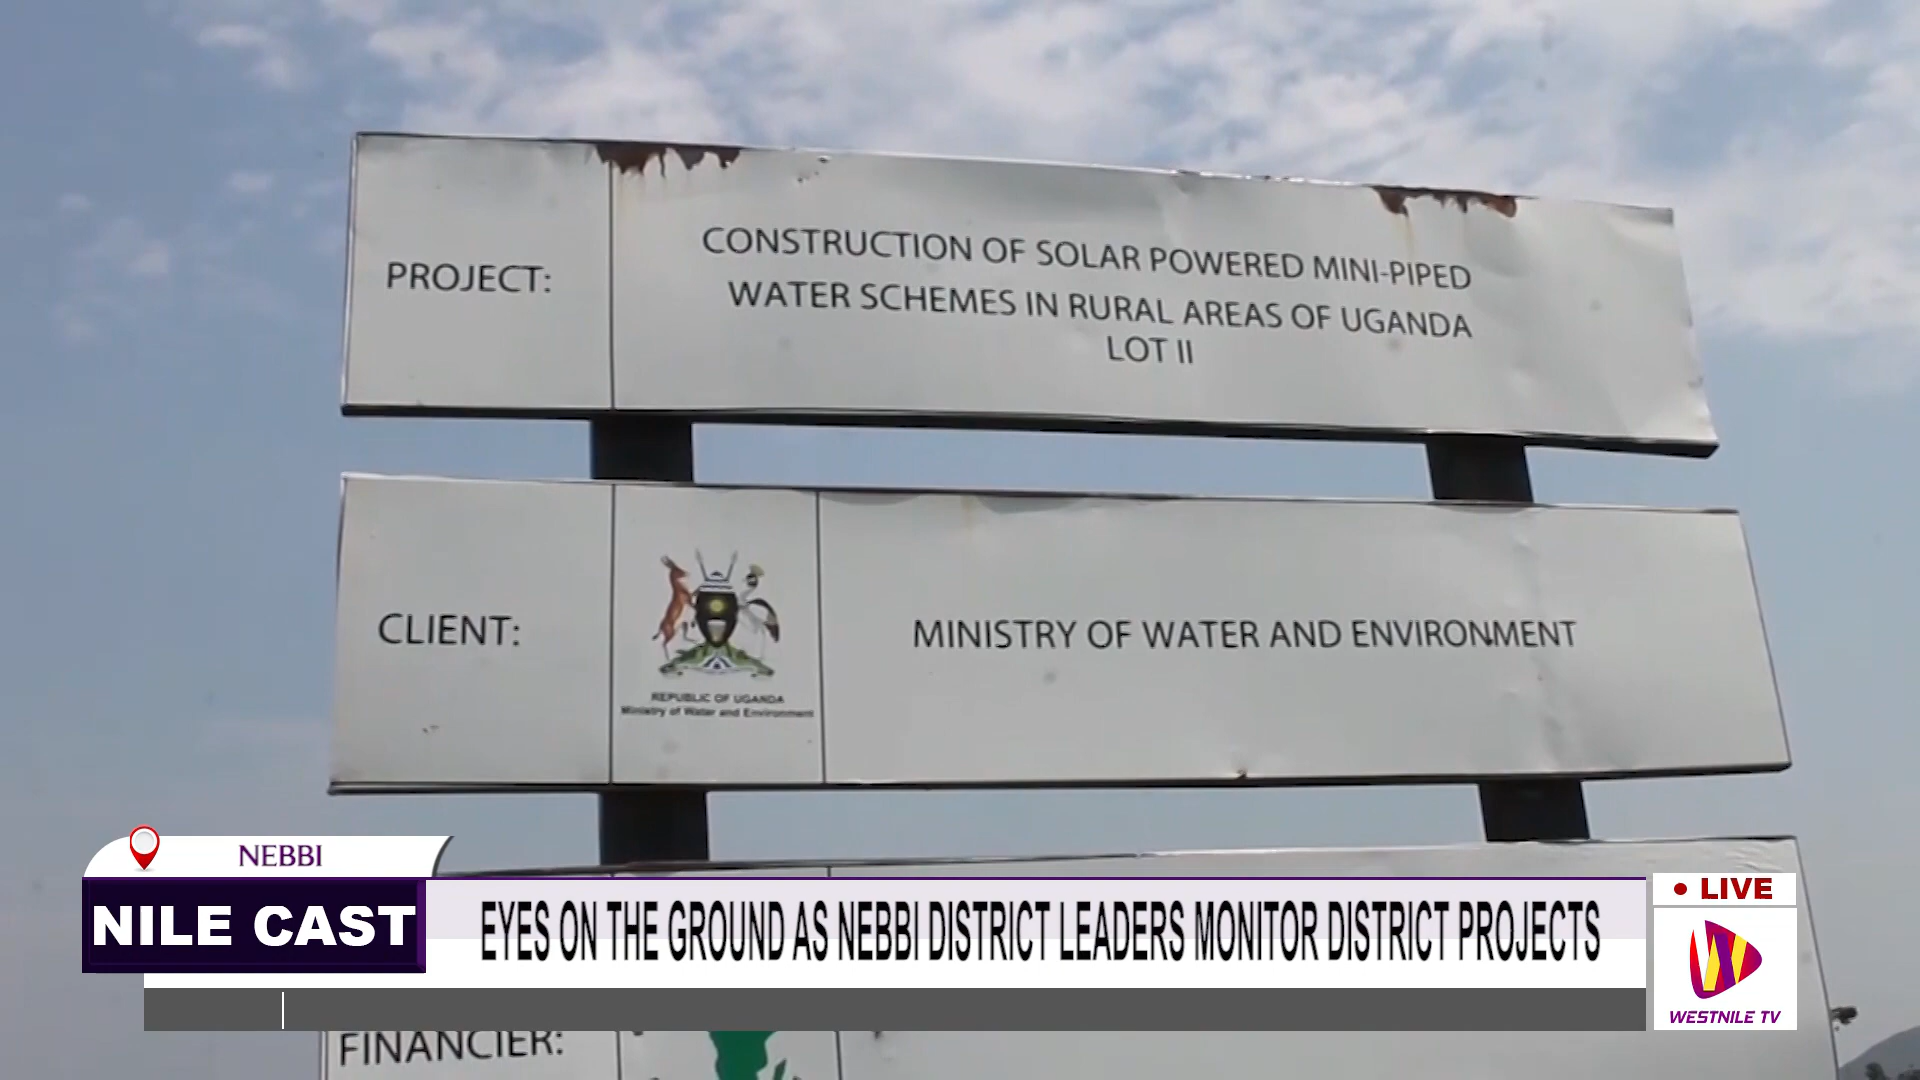 PROJECT:
CONSTRUCTION OF SOLAR POWERED MINI-PIPED
WATER SCHEMES IN RURAL AREAS OF UGANDA
LOT II
CLIENT:
REPUBLIC OF UGANDA
Ministry of Water and Environment
MINISTRY OF WATER AND ENVIRONMENT
NEBBI
NILE CAST
EYES ON THE GROUND AS NEBBI DISTRICT LEADERS MONITOR DISTRICT PROJECTS
LIVE
WESTNILE TV
FINANCIER: